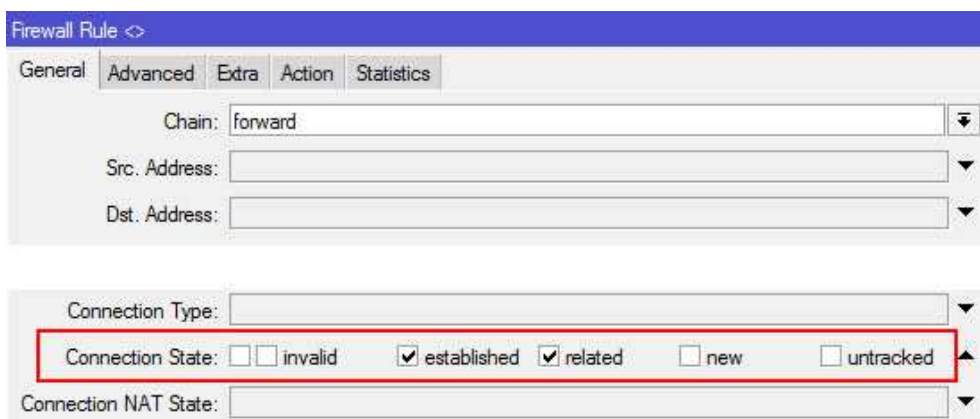 Firewall Rule <>
General Advanced Extra Action Statistics
Chain: forward
Src. Address:
Dst. Address:
Connection Type:
Connection State: invalid established related new untracked
Connection NAT State: